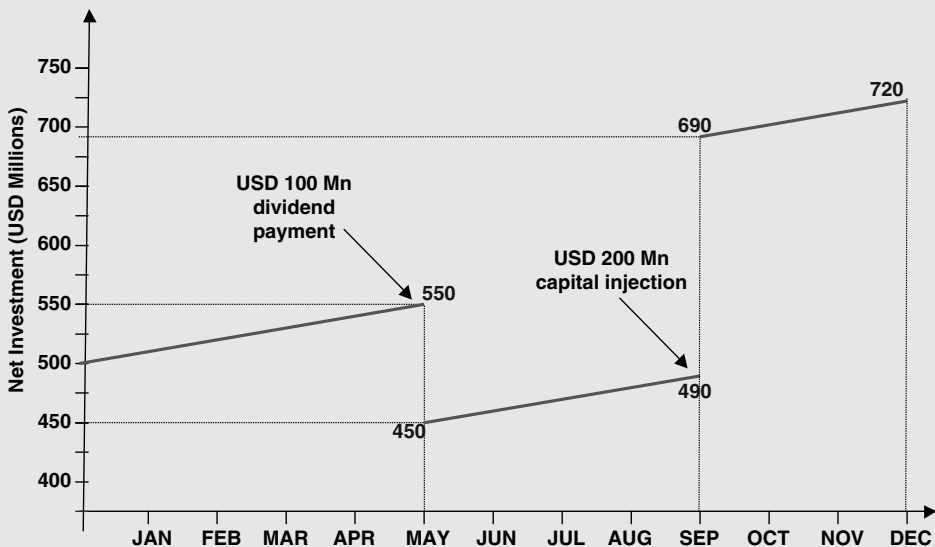 Net Investment (USD Millions)
750
700
650
600
550
500
450
400
USD 100 Mn
dividend
payment
550
450
USD 200 Mn
capital injection
490
690
720
JAN FEB MAR APR MAY JUN JUL AUG SEP OCT NOV DEC